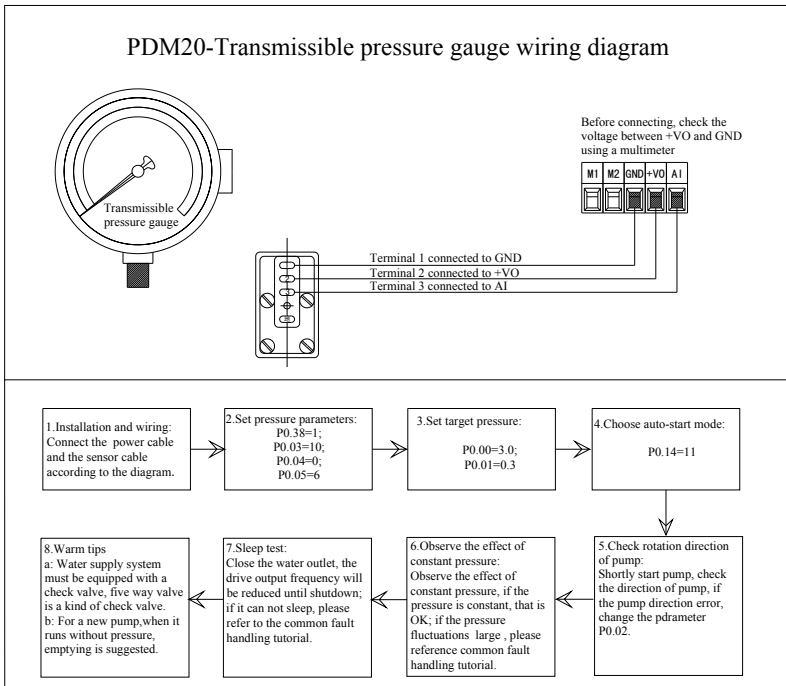 PDM20-Transmissible pressure gauge wiring diagram
Transmissible
pressure gauge
Before connecting, check the
voltage between +VO and GND
using a multimeter
M1 M2 GND +VO AI
Terminal 1 connected to GND
Terminal 2 connected to +VO
Terminal 3 connected to AI
2
3
1.Installation and wiring:
Connect the power cable
and the sensor cable
according to the diagram.
2.Set pressure parameters:
P0.38=1;
P0.03=10;
P0.04=0;
P0.05=6
3.Set target pressure:
P0.00=3.0;
P0.01=0.3
4.Choose auto-start mode:
P0.14=11
5.Check rotation direction
of pump:
Shortly start pump, check
the direction of pump, if
the pump direction error,
change the pdrameter
P0.02.
6.Observe the effect of
constant pressure:
Observe the effect of
constant pressure, if the
pressure is constant, that is
OK; if the pressure
fluctuations large , please
reference common fault
handling tutorial.
7.Sleep test:
Close the water outlet, the
drive output frequency will
be reduced until shutdown;
if it can not sleep, please
refer to the common fault
handling tutorial.
8.Warm tips
a: Water supply system
must be equipped with a
check valve, five way valve
is a kind of check valve.
b: For a new pump,when it
runs without pressure,
emptying is suggested.